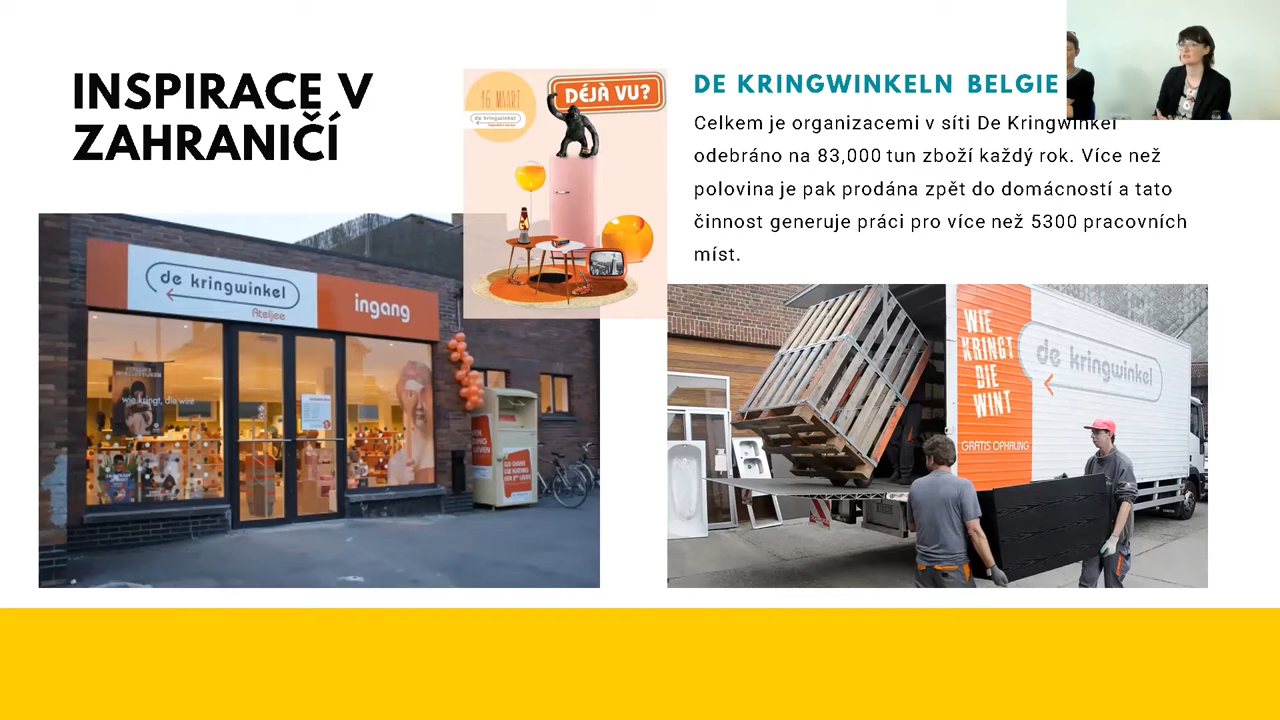 INSPIRACE V
ZAHRANIČÍ
16 MAART
de kringwinkel
DÉJÀ VU?
DE KRINGWINKELN BELGIE
Celkem je organizacemi v síti De Kringwinkel
odebráno na 83,000 tun zboží každý rok. Více než
polovina je pak prodána zpět do domácností a tato
činnost generuje práci pro více než 5300 pracovních
míst.
de kringwinkel
Ateljee
ingang
wie kringt, die wint
WIE
KRINGT
DIE
WINT
GRATIS OPHALING
de kringwinkel